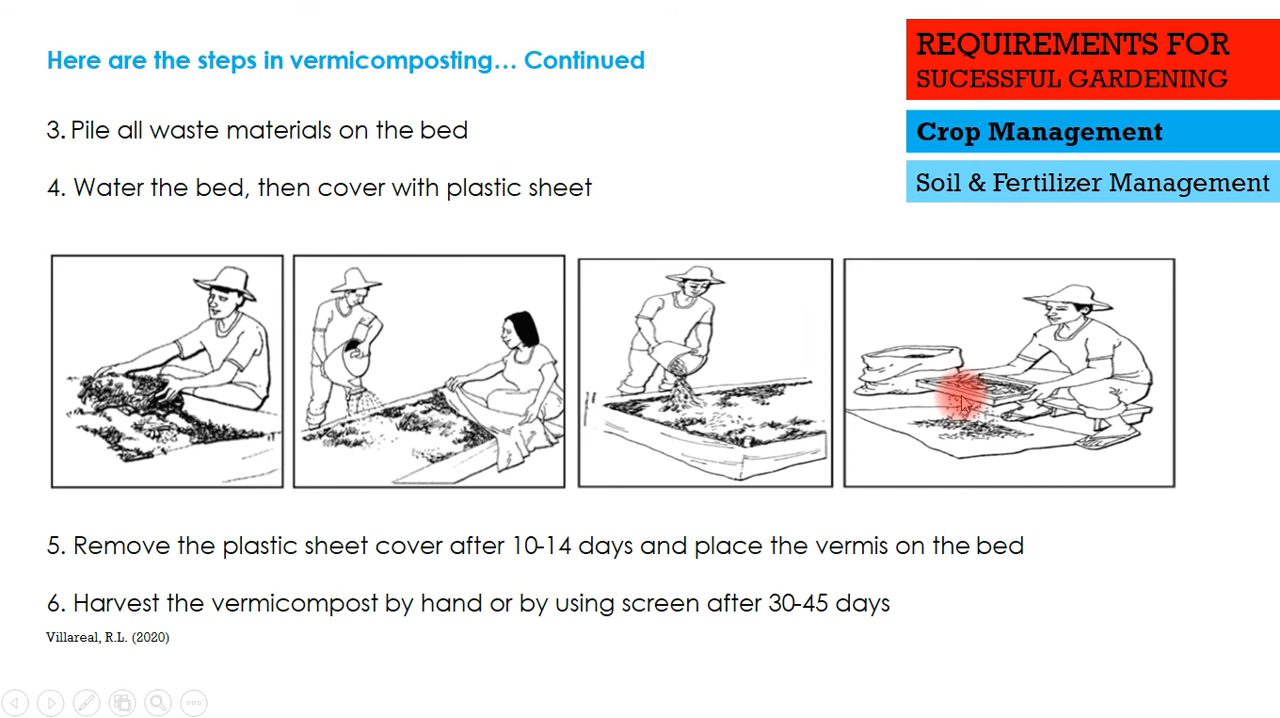 Here are the steps in vermicomposting... Continued
REQUIREMENTS FOR
SUCESSFUL GARDENING
Crop Management
Soil & Fertilizer Management
3. Pile all waste materials on the bed
4. Water the bed, then cover with plastic sheet
5. Remove the plastic sheet cover after 10-14 days and place the vermis on the bed
6. Harvest the vermicompost by hand or by using screen after 30-45 days
Villareal, R.L. (2020)